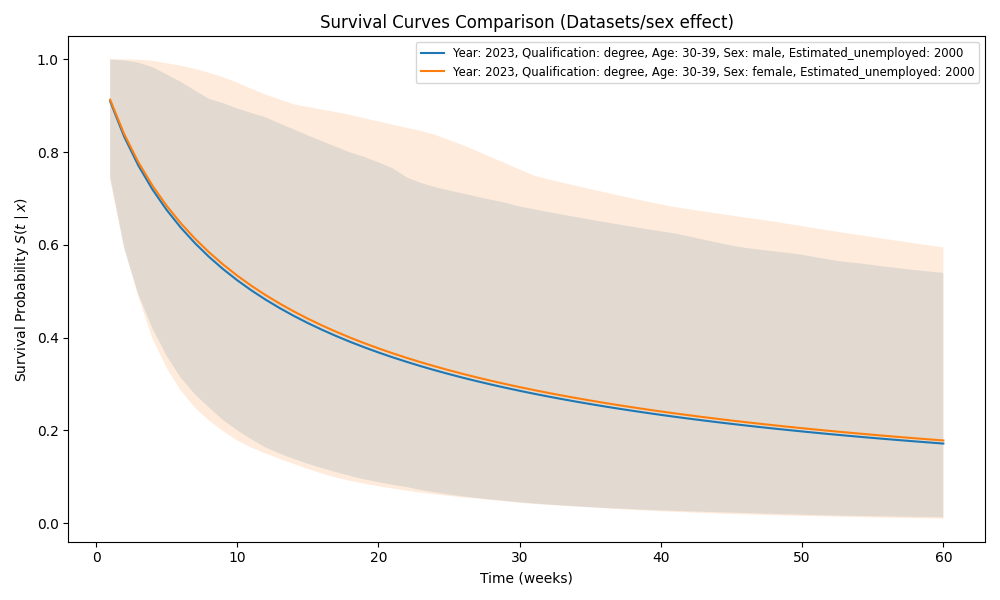 Survival Curves Comparison (Datasets/sex effect)
Year: 2023, Qualification: degree, Age: 30-39, Sex: male, Estimated_unemployed: 2000
Year: 2023, Qualification: degree, Age: 30-39, Sex: female, Estimated_unemployed: 2000
Survival Probability S(t | x)
1.0
0.8
0.6
0.4
0.2
0.0
0 10 20 30 40 50 60
Time (weeks)